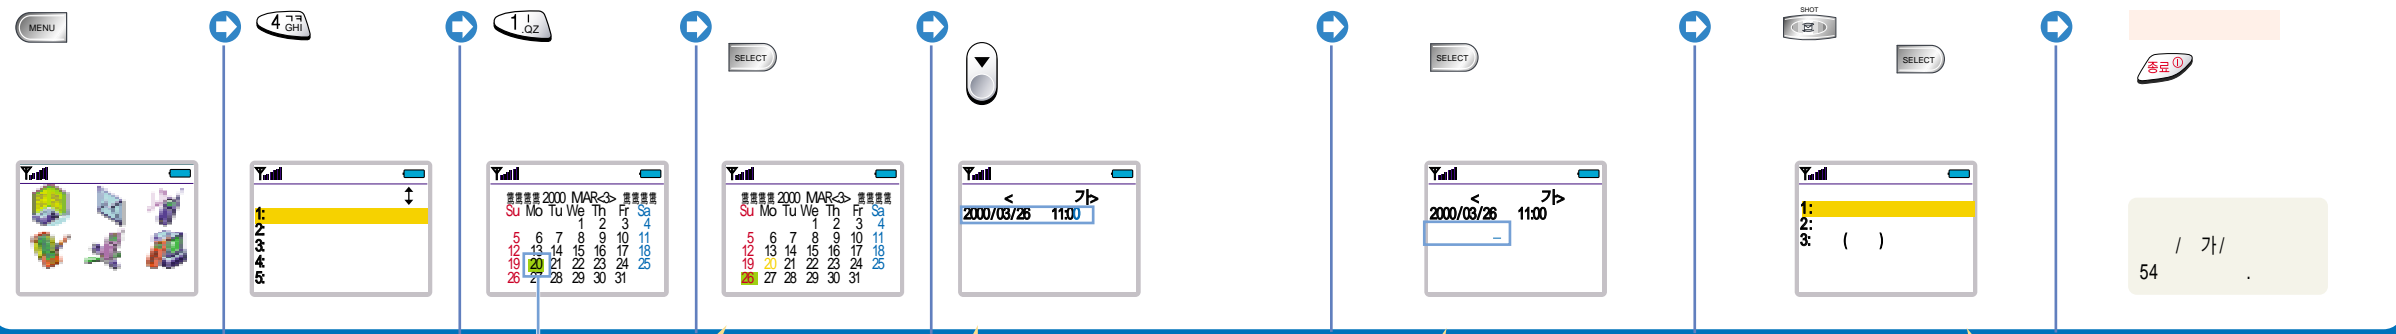 MENU
4 ㄱㅋ
GHI
1 ㅣ
.QZ
SELECT
SELECT
SHOT
SELECT
종료
1:
2:
3:
4:
5:
2000 MAR<3>
Su Mo Tu We Th Fr Sa
1 2 3 4
5 6 7 8 9 10 11
12 13 14 15 16 17 18
19 20 21 22 23 24 25
26 27 28 29 30 31
2000 MAR<3>
Su Mo Tu We Th Fr Sa
1 2 3 4
5 6 7 8 9 10 11
12 13 14 15 16 17 18
19 20 21 22 23 24 25
26 27 28 29 30 31
< 가>
2000/03/26 11:00
< 가>
2000/03/26 11:00
_
1:
2:
3: ( )
/ 가/
54 .